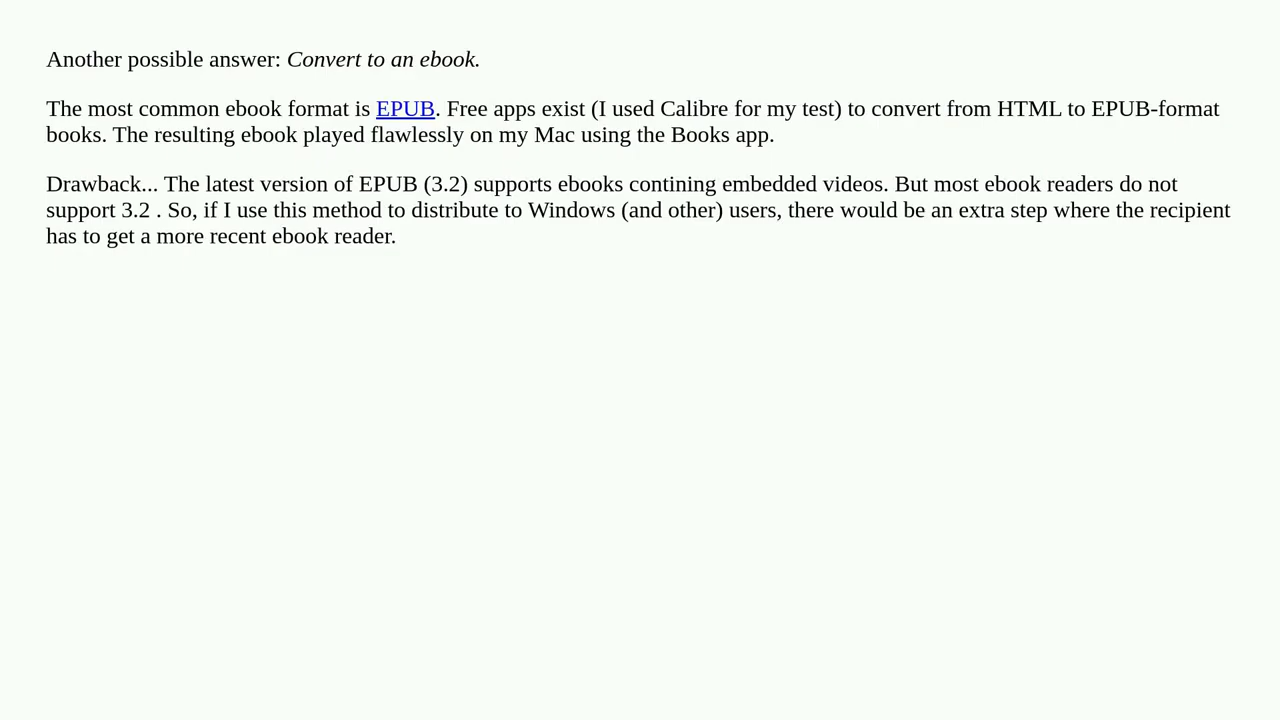 Another possible answer: Convert to an ebook.
The most common ebook format is EPUB. Free apps exist (I used Calibre for my test) to convert from HTML to EPUB-format
books. The resulting ebook played flawlessly on my Mac using the Books app.
Drawback... The latest version of EPUB (3.2) supports ebooks contining embedded videos. But most ebook readers do not
support 3.2 . So, if I use this method to distribute to Windows (and other) users, there would be an extra step where the recipient
has to get a more recent ebook reader.